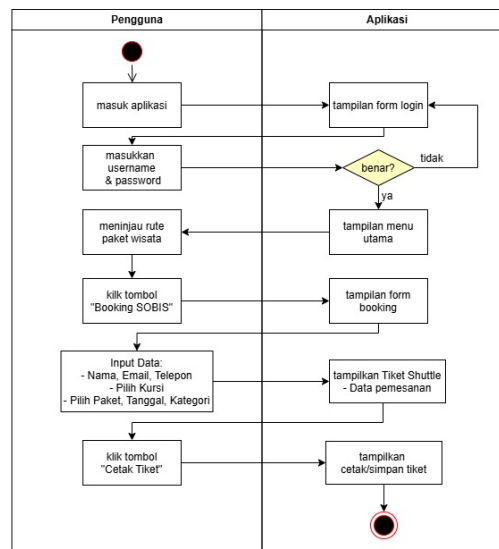 Pengguna
Aplikasi
masuk aplikasi
tampilan form login
masukkan
username
& password
benar?
tidak
ya
meninjau rute
paket wisata
tampilan menu
utama
kilk tombol
"Booking SOBIS"
tampilan form
booking
Input Data:
- Nama, Email, Telepon
- Pilih Kursi
- Pilih Paket, Tanggal, Kategori
tampilkan Tiket Shuttle
- Data pemesanan
klik tombol
"Cetak Tiket"
tampilkan
cetak/simpan tiket